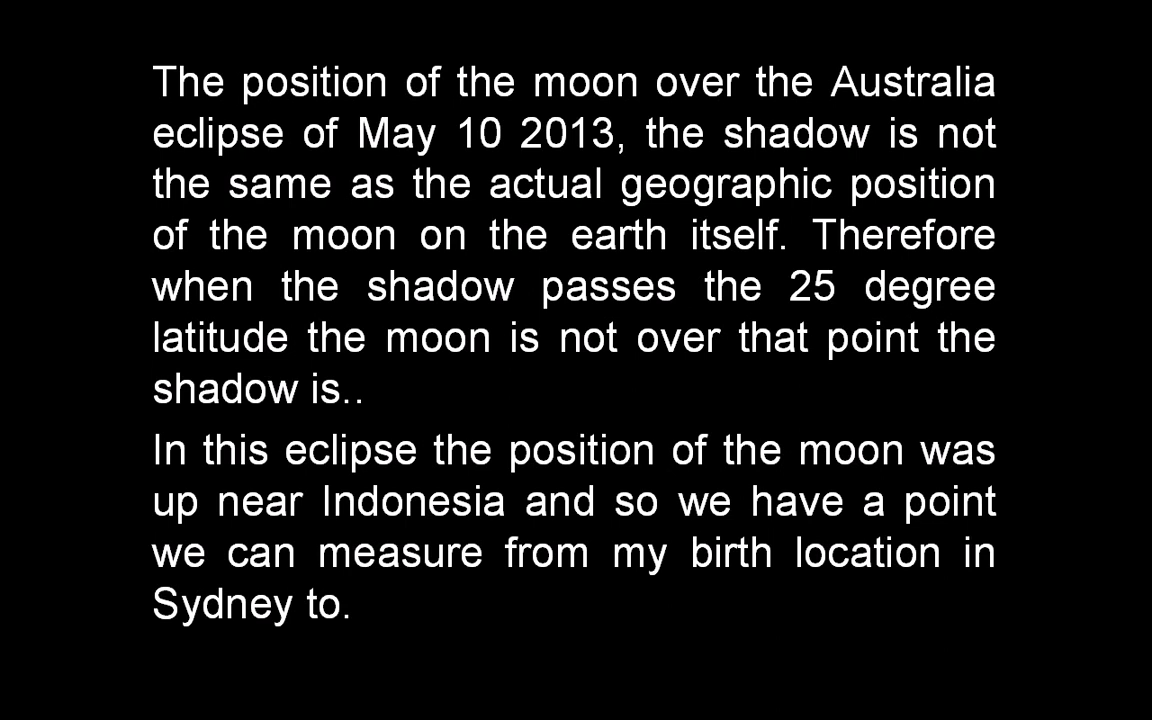 The position of the moon over the Australia
eclipse of May 10 2013, the shadow is not
the same as the actual geographic position
of the moon on the earth itself. Therefore
when the shadow passes the 25 degree
latitude the moon is not over that point the
shadow is..
In this eclipse the position of the moon was
up near Indonesia and so we have a point
we can measure from my birth location in
Sydney to.